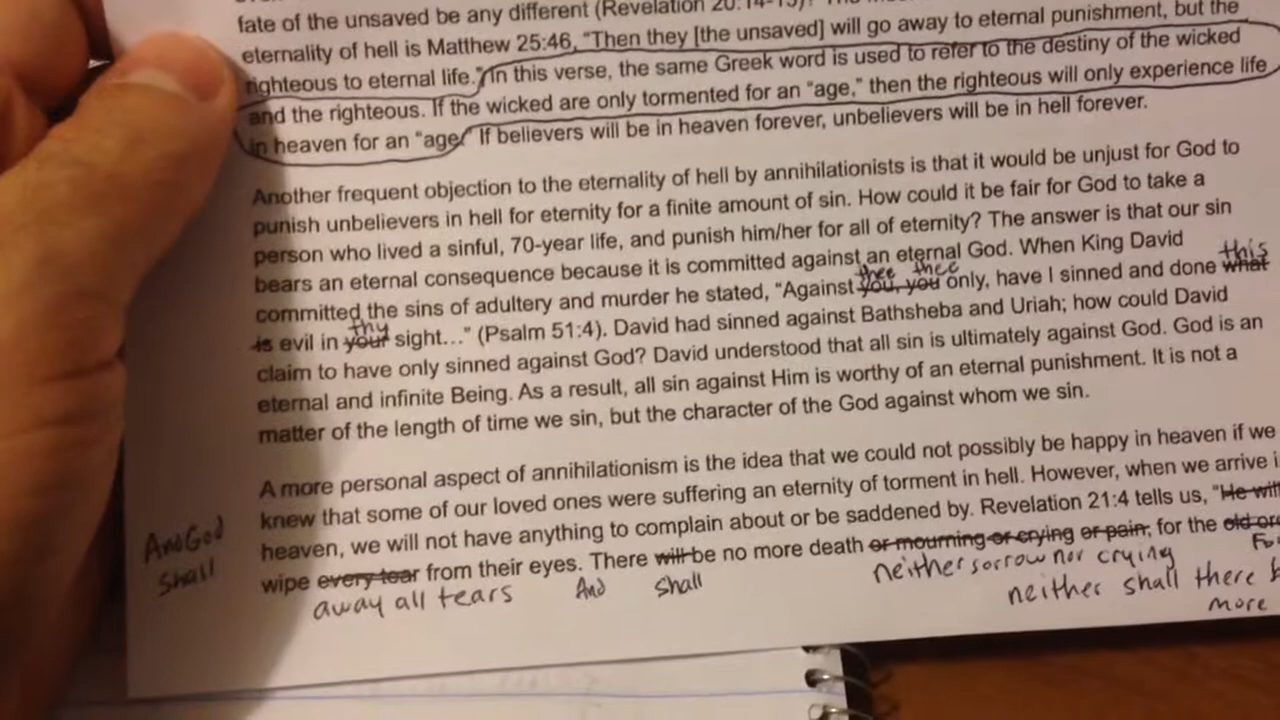 fate of the unsaved be any different (Revelation 20:14-15)?
eternality of hell is Matthew 25:46, “Then they [the unsaved] will go away to eternal punishment, but the
righteous to eternal life.” In this verse, the same Greek word is used to refer to the destiny of the wicked
and the righteous. If the wicked are only tormented for an “age,” then the righteous will only experience life
in heaven for an “age.” If believers will be in heaven forever, unbelievers will be in hell forever.
Another frequent objection to the eternality of hell by annihilationists is that it would be unjust for God to
punish unbelievers in hell for eternity for a finite amount of sin. How could it be fair for God to take a
person who lived a sinful, 70-year life, and punish him/her for all of eternity? The answer is that our sin
bears an eternal consequence because it is committed against an eternal God. When King David
thee thee this
committed the sins of adultery and murder he stated, “Against you, you only, have I sinned and done what
thy
is evil in your sight...” (Psalm 51:4). David had sinned against Bathsheba and Uriah; how could David
claim to have only sinned against God? David understood that all sin is ultimately against God. God is an
eternal and infinite Being. As a result, all sin against Him is worthy of an eternal punishment. It is not a
matter of the length of time we sin, but the character of the God against whom we sin.
A more personal aspect of annihilationism is the idea that we could not possibly be happy in heaven if we
knew that some of our loved ones were suffering an eternity of torment in hell. However, when we arrive
heaven, we will not have anything to complain about or be saddened by. Revelation 21:4 tells us, “He will
And God
shall
wipe every tear from their eyes. There will be no more death or mourning or crying or pain, for the old
away all tears And shall neither sorrow nor crying
neither shall there
more